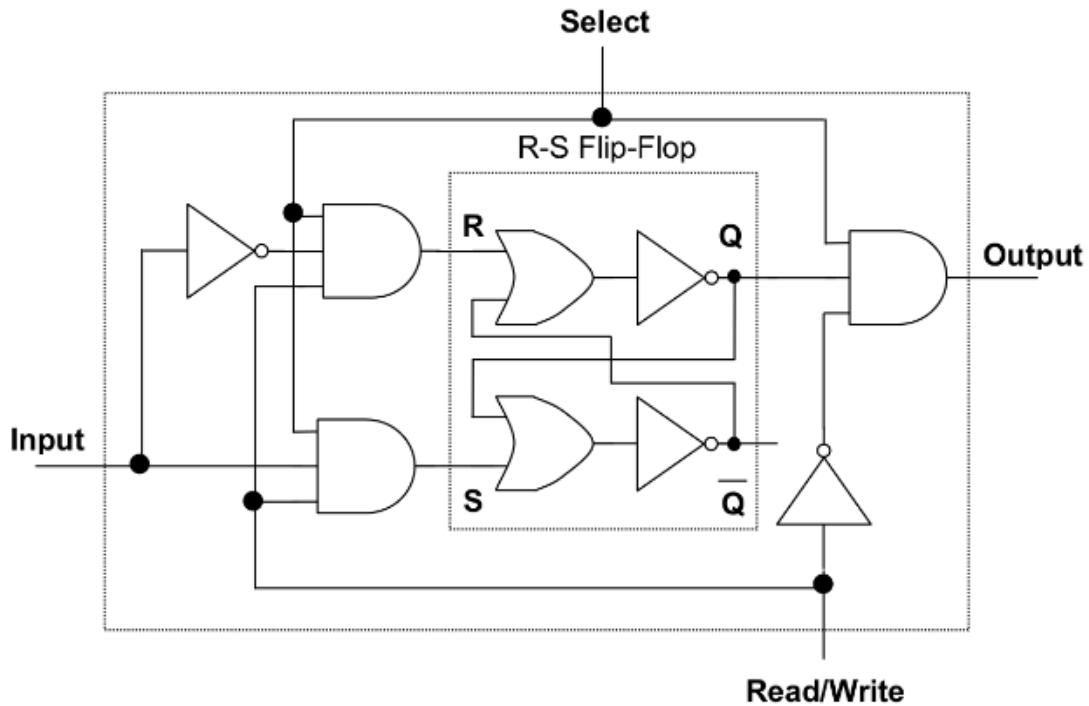 Select
R-S Flip-Flop
R
Q
Output
Input
S
Q̅
Read/Write